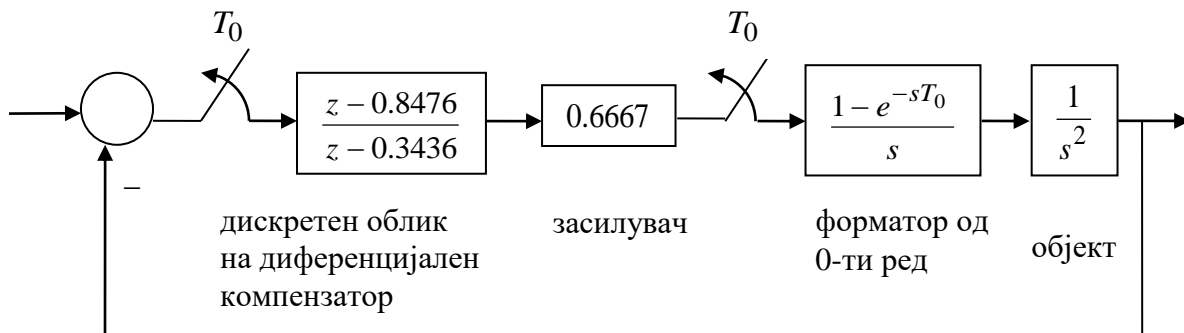 T0
T0
z − 0.8476
z − 0.3436
0.6667
1 − e^{−sT0}
s
1
s^2
−
дискретен облик
на диференцијален
компензатор
засилувач
форматор од
0-ти ред
објект